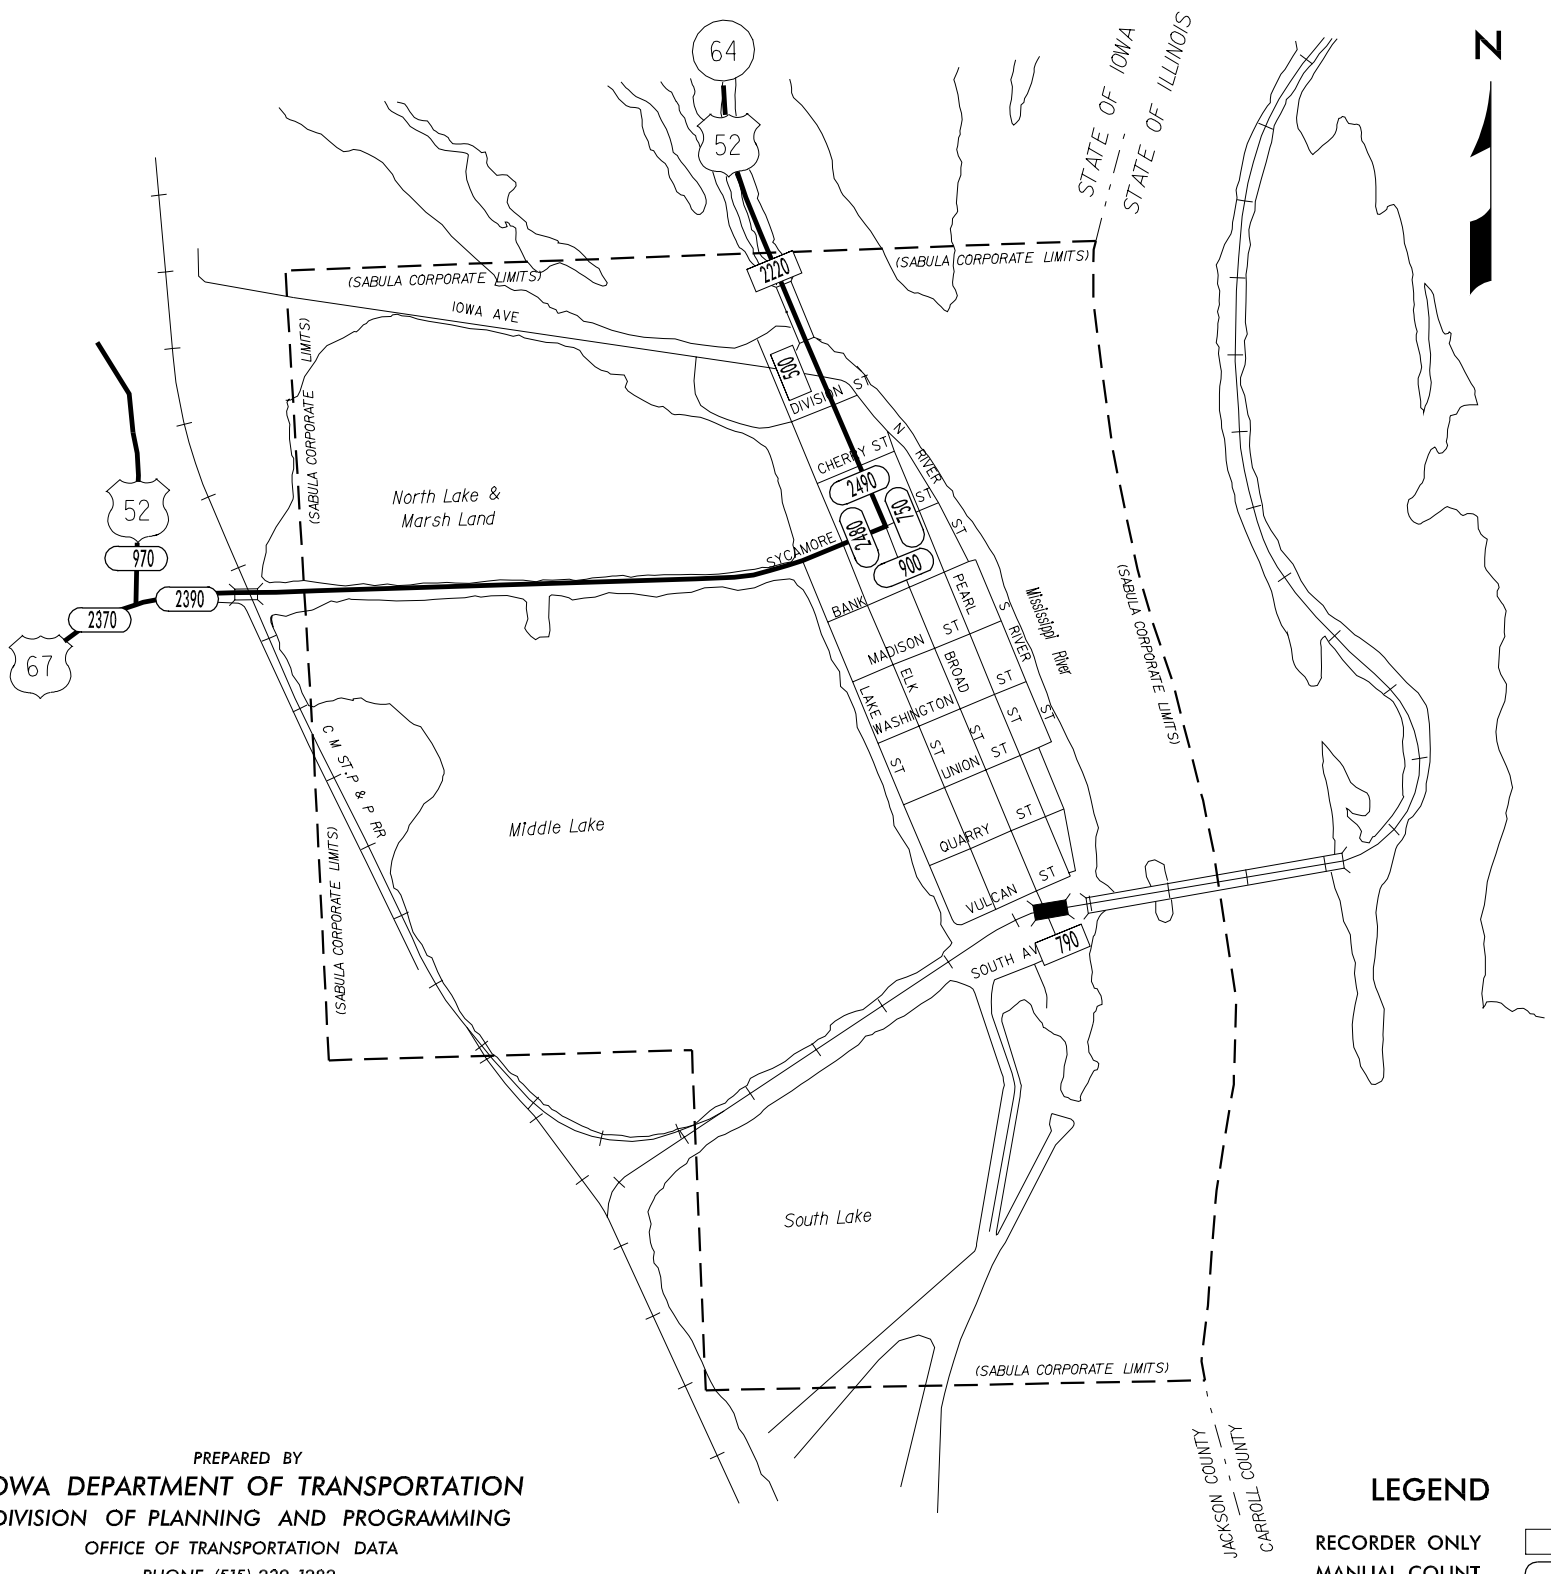 64
N
STATE OF IOWA
STATE OF ILLINOIS
52
2220
(SABULA CORPORATE LIMITS)
(SABULA CORPORATE LIMITS)
IOWA AVE
(SABULA CORPORATE LIMITS)
500
DIVISION ST
CHERRY ST
N RIVER ST
2490
750
2480
ST
900
North Lake &
Marsh Land
SYCAMORE
52
970
2390
2370
67
BANK
PEARL
MADISON ST
S RIVER ST
Mississippi River
(SABULA CORPORATE LIMITS)
ELK
BROAD
LAKE
WASHINGTON ST
ST
ST
ST
ST
UNION ST
C M ST.P & P RR
Middle Lake
QUARRY ST
(SABULA CORPORATE LIMITS)
VULCAN ST
SOUTH AV
790
South Lake
(SABULA CORPORATE LIMITS)
JACKSON COUNTY
CARROLL COUNTY
PREPARED BY
OWA DEPARTMENT OF TRANSPORTATION
DIVISION OF PLANNING AND PROGRAMMING
OFFICE OF TRANSPORTATION DATA
LEGEND
RECORDER ONLY
MANUAL COUNT